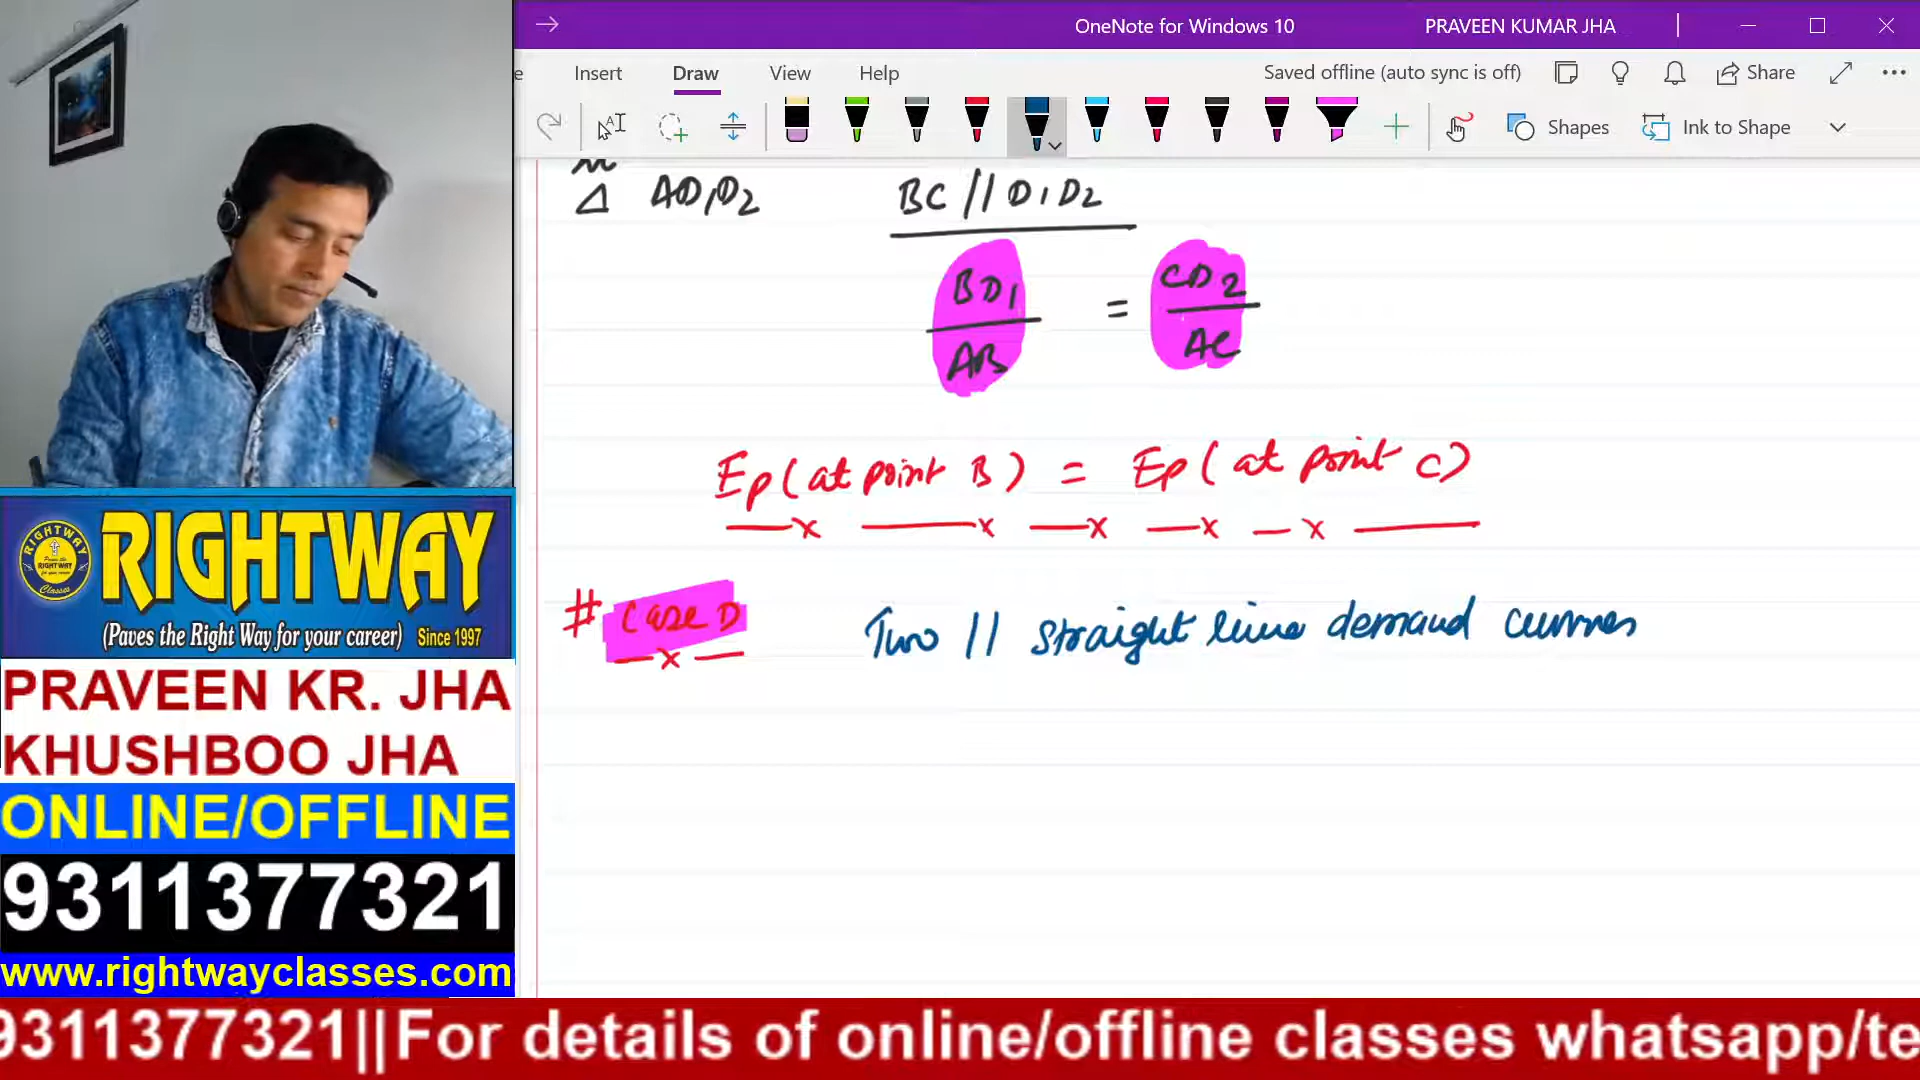 OneNote for Windows 10 PRAVEEN KUMAR JHA
Insert Draw View Help Saved offline (auto sync is off) Share
Shapes Ink to Shape
Δ AD1D2 BC // D1D2
BD1 = CD2
AB AC
Ep (at point B) = Ep (at point C)
# Case D Two // straight line demand curves
RIGHTWAY
(Paves the Right Way for your career) Since 1997
PRAVEEN KR. JHA
KHUSHBOO JHA
ONLINE/OFFLINE
9311377321
www.rightwayclasses.com
9311377321||For details of online/offline classes whatsapp/te